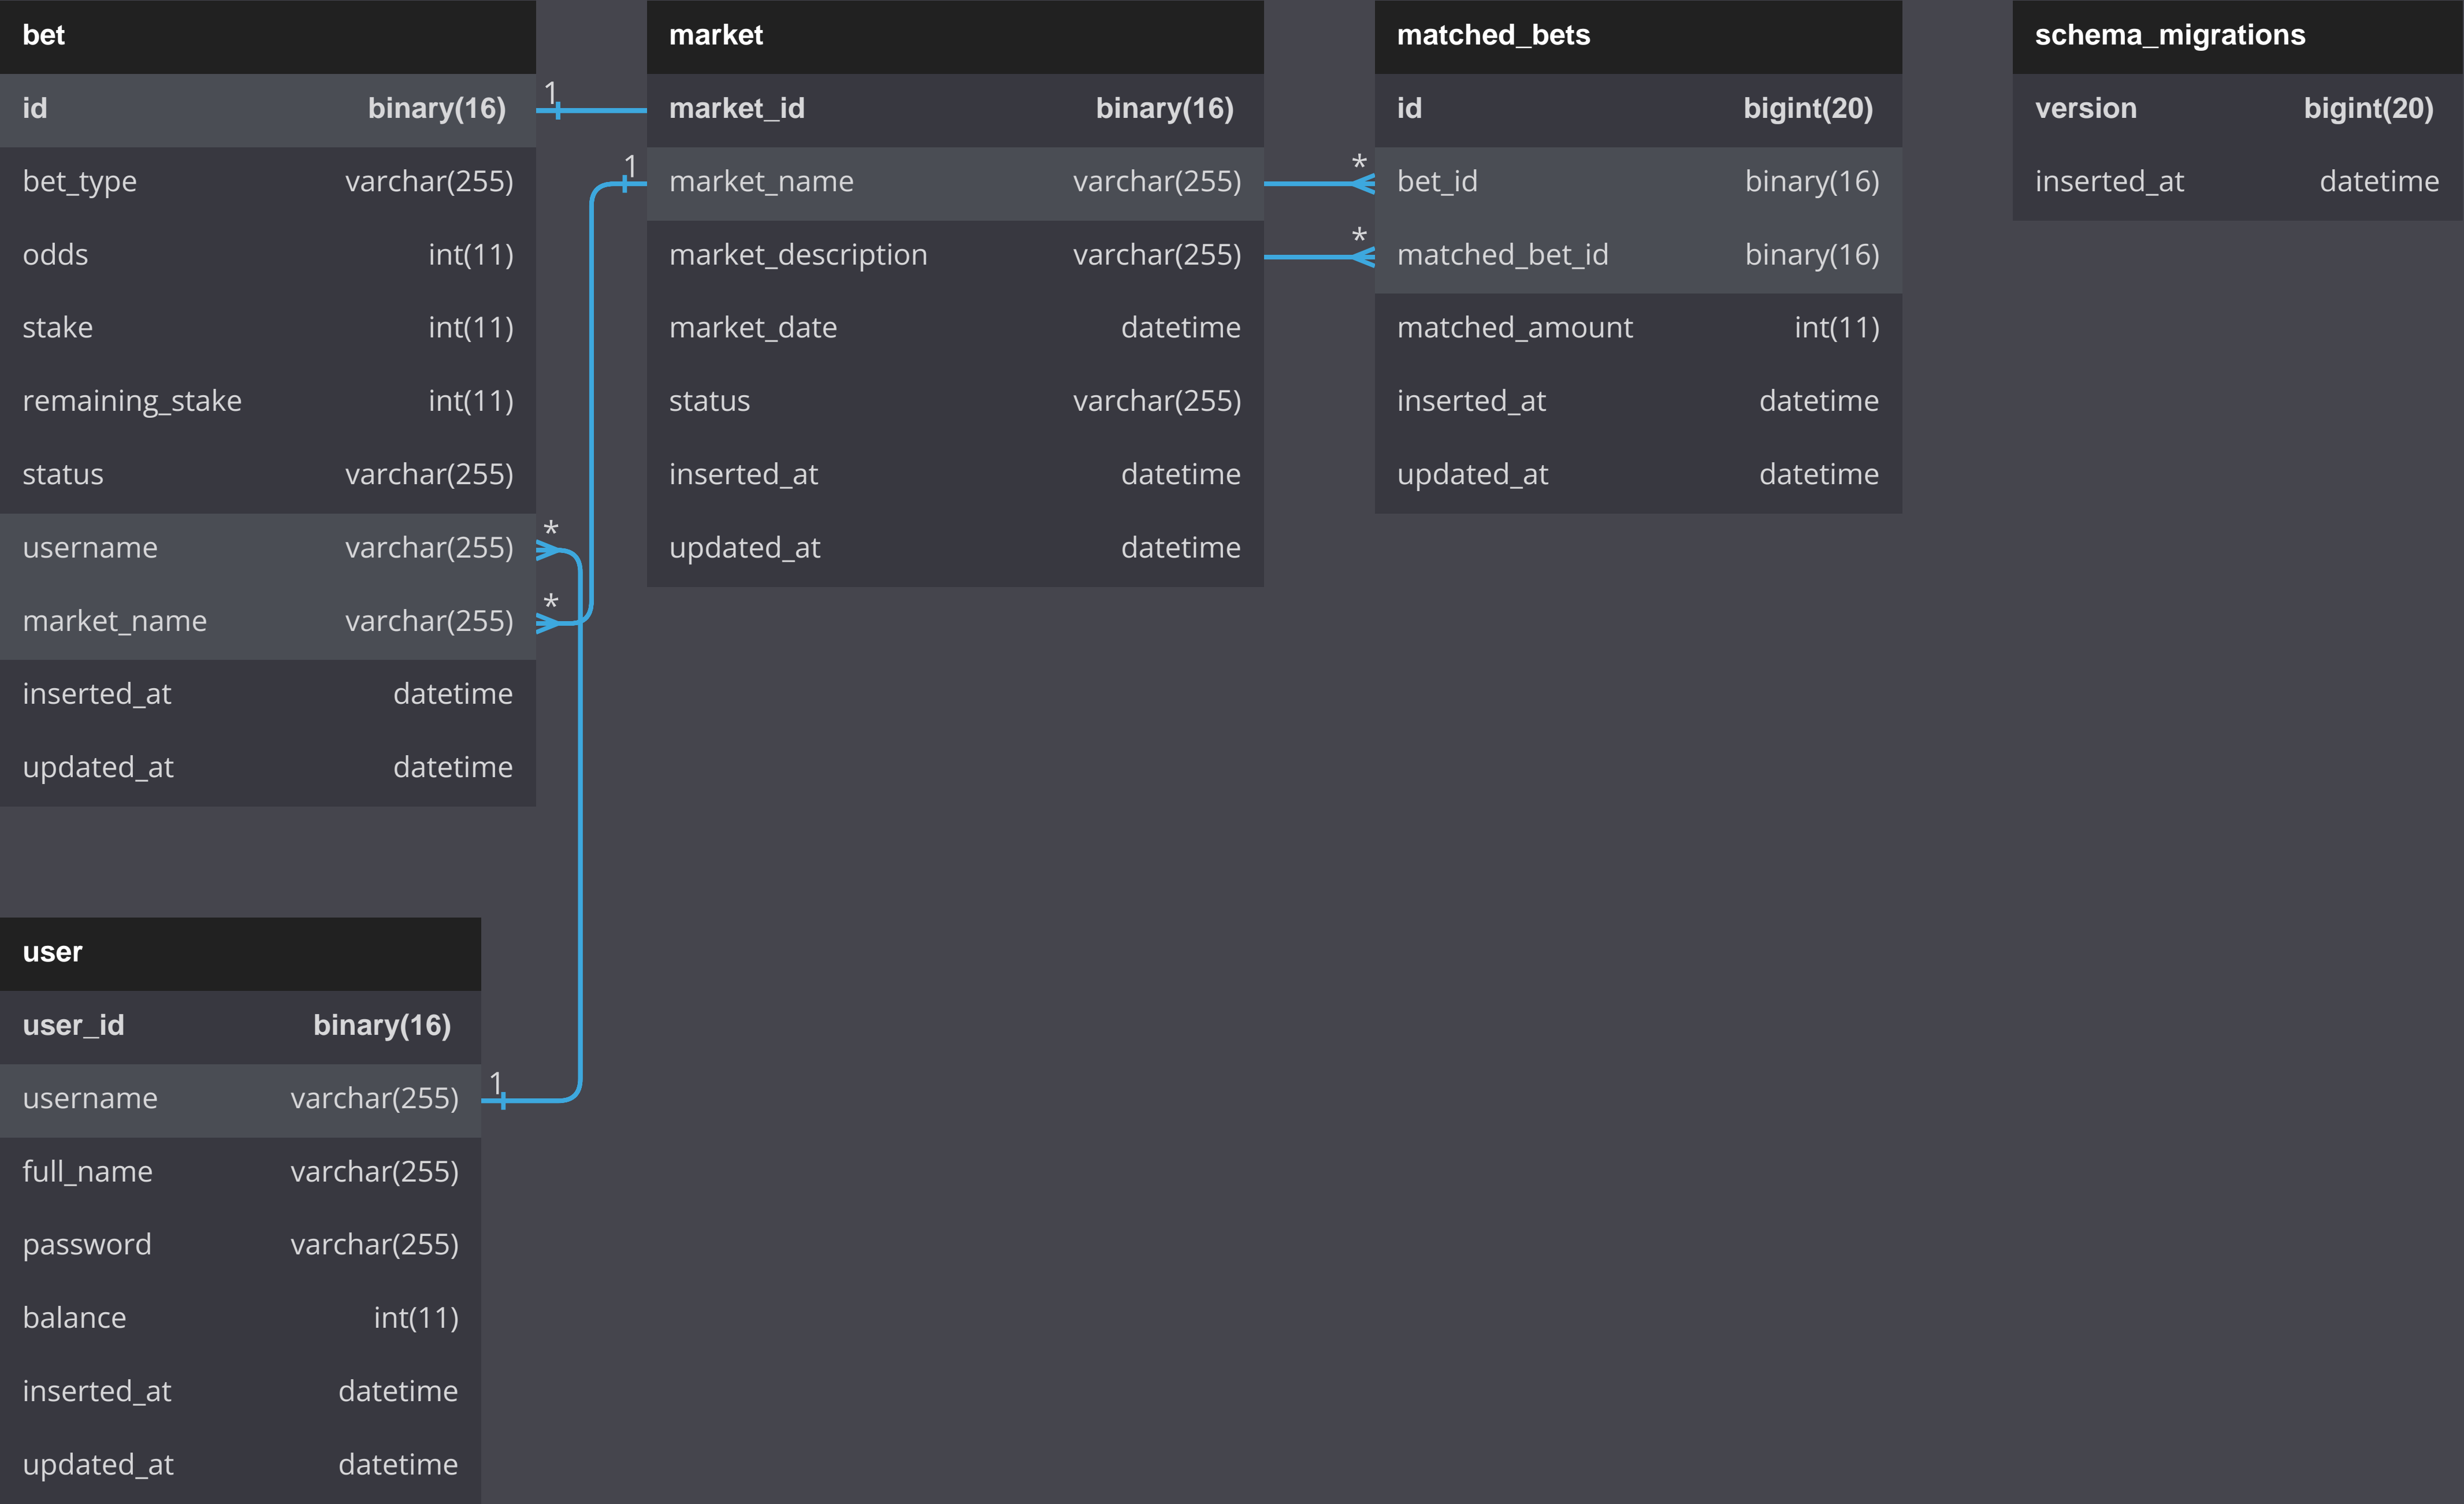 bet
id binary(16)
bet_type varchar(255)
odds int(11)
stake int(11)
remaining_stake int(11)
status varchar(255)
username varchar(255)
market_name varchar(255)
inserted_at datetime
updated_at datetime
1
*
*
1
market
market_id binary(16)
market_name varchar(255)
market_description varchar(255)
market_date datetime
status varchar(255)
inserted_at datetime
updated_at datetime
*
*
matched_bets
id bigint(20)
bet_id binary(16)
matched_bet_id binary(16)
matched_amount int(11)
inserted_at datetime
updated_at datetime
schema_migrations
version bigint(20)
inserted_at datetime
user
user_id binary(16)
username varchar(255)
full_name varchar(255)
password varchar(255)
balance int(11)
inserted_at datetime
updated_at datetime
1